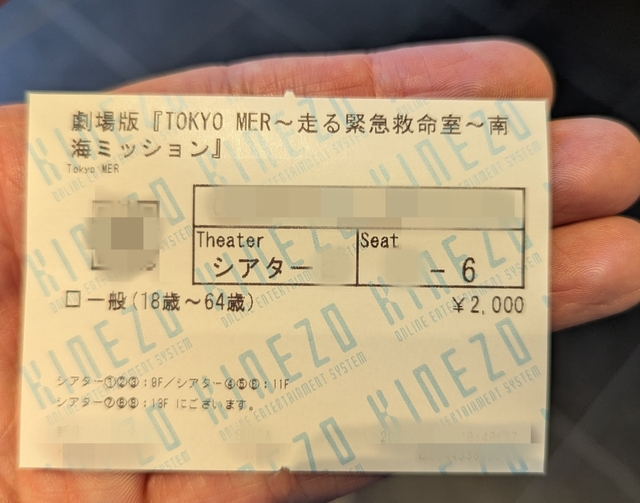 劇場版『TOKYO MER～走る緊急救命室～南
海ミッション』
Tokyo MER
Theater
シアター
Seat
- 6
□一般(18歳～64歳)
￥2,000
シアター①②③:9F/シアター④⑤⑥:11F
シアター⑦⑧⑨:13F にございます。
KINEZO
ONLINE ENTERTAINMENT SYSTEM